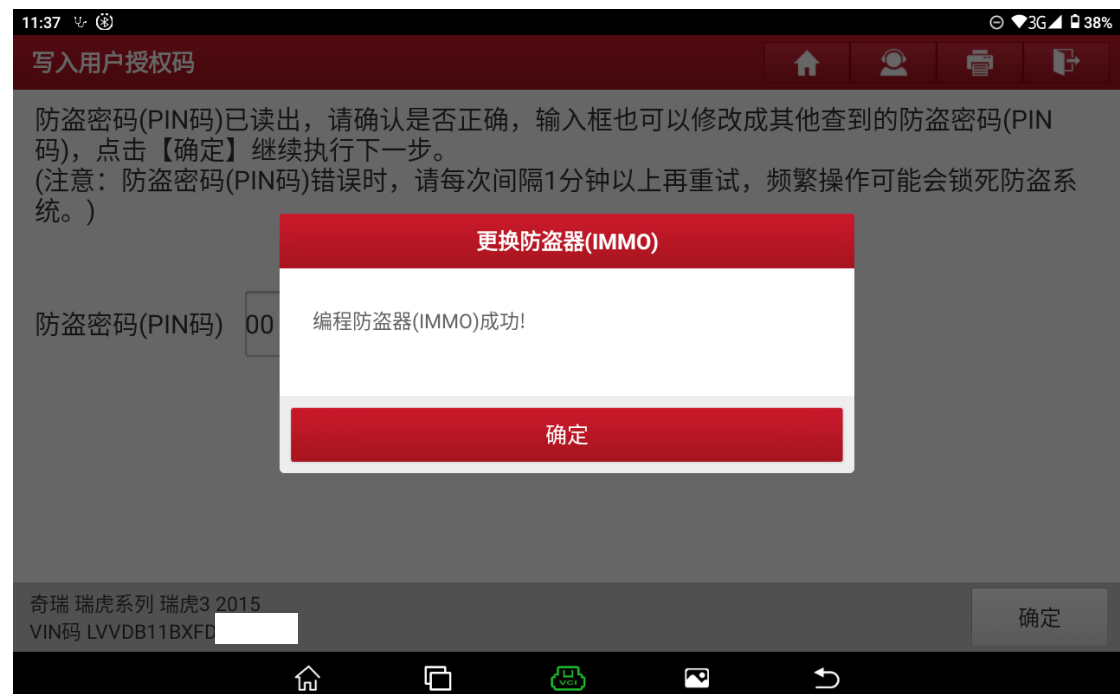 11:37
3G 38%
写入用户授权码
防盗密码(PIN码)已读出，请确认是否正确，输入框也可以修改成其他查到的防盗密码(PIN
码)，点击【确定】继续执行下一步。
(注意：防盗密码(PIN码)错误时，请每次间隔1分钟以上再重试，频繁操作可能会锁死防盗系
统。)
更换防盗器(IMMO)
防盗密码(PIN码) 00
编程防盗器(IMMO)成功!
确定
奇瑞 瑞虎系列 瑞虎3 2015
VIN码 LVVDB11BXFD
确定
VCI